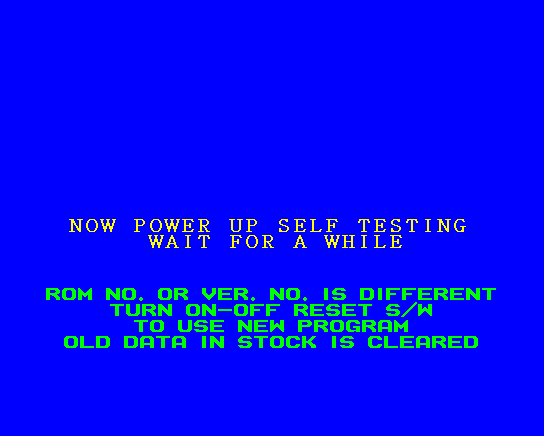 NOW POWER UP SELF TESTING
WAIT FOR A WHILE
ROM NO. OR VER. NO. IS DIFFERENT
TURN ON-OFF RESET S/W
TO USE NEW PROGRAM
OLD DATA IN STOCK IS CLEARED